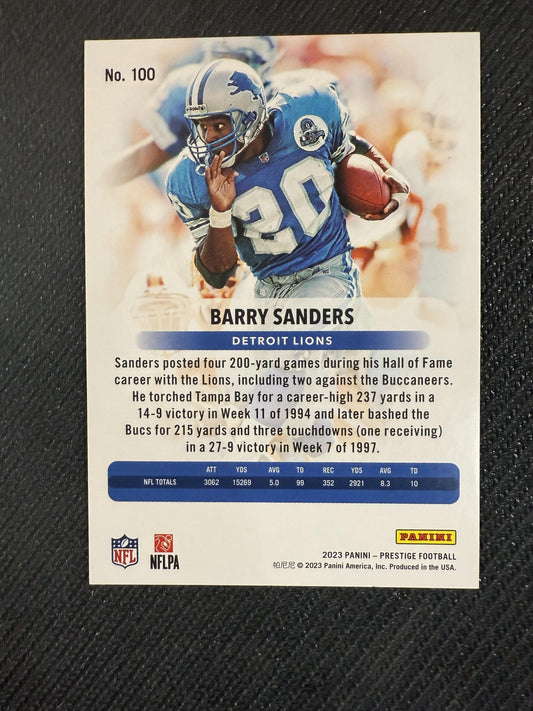 No. 100
20
20
BARRY SANDERS
DETROIT LIONS
Sanders posted four 200-yard games during his Hall of Fame
career with the Lions, including two against the Buccaneers.
He torched Tampa Bay for a career-high 237 yards in a
14-9 victory in Week 11 of 1994 and later bashed the
Bucs for 215 yards and three touchdowns (one receiving)
in a 27-9 victory in Week 7 of 1997.
ATT YDS AVG TD REC YDS AVG TD
NFL TOTALS 3062 15269 5.0 99 352 2921 8.3 10
PANINI
NFL
NFLPA
2023 PANINI – PRESTIGE FOOTBALL
帕尼尼 © 2023 Panini America, Inc. Produced in the USA.